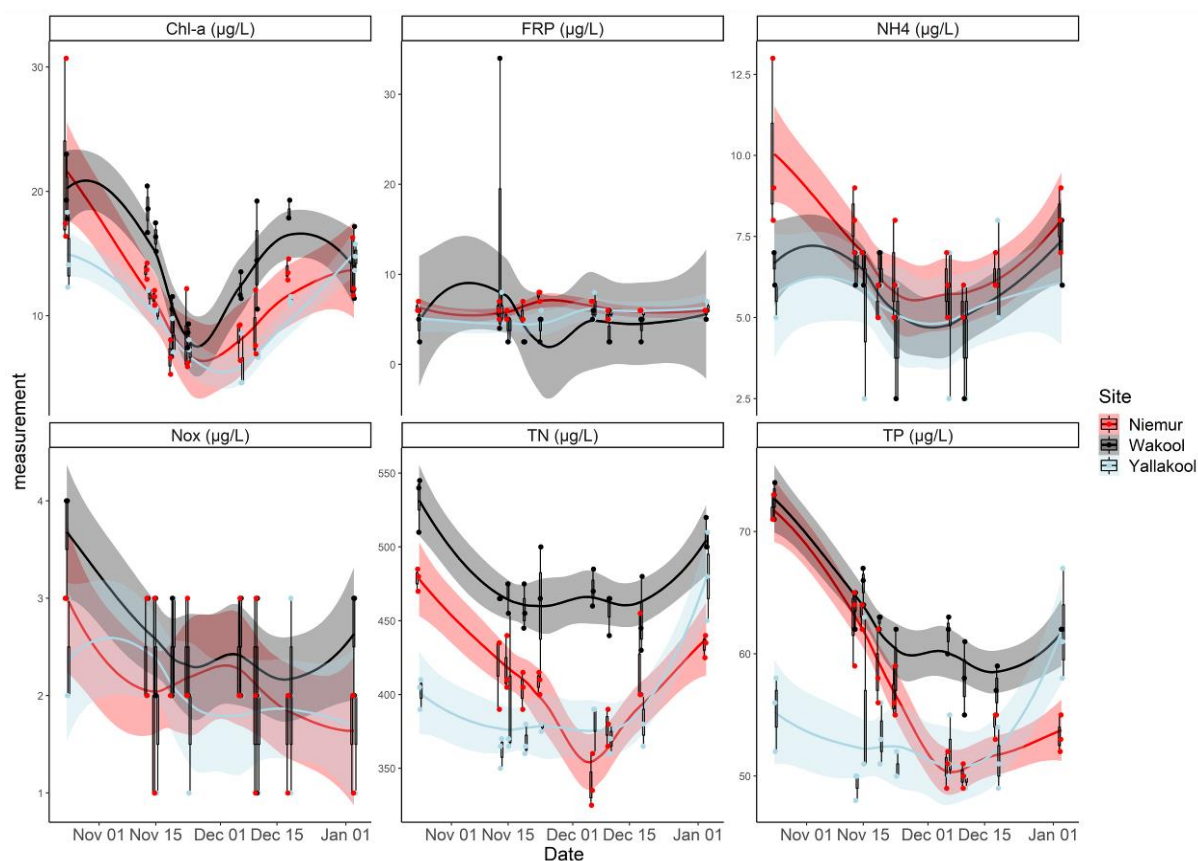 Chl-a (µg/L)
FRP (µg/L)
NH4 (µg/L)
30
20
10
30
20
10
0
12.5
10.0
7.5
5.0
2.5
Nox (µg/L)
TN (µg/L)
TP (µg/L)
4
3
2
1
550
500
450
400
350
70
60
50
Nov 01
Nov 15
Dec 01
Dec 15
Jan 01
Nov 01
Nov 15
Dec 01
Dec 15
Jan 01
Nov 01
Nov 15
Dec 01
Dec 15
Jan 01
measurement
Date
Site
Niemur
Wakool
Yallakool